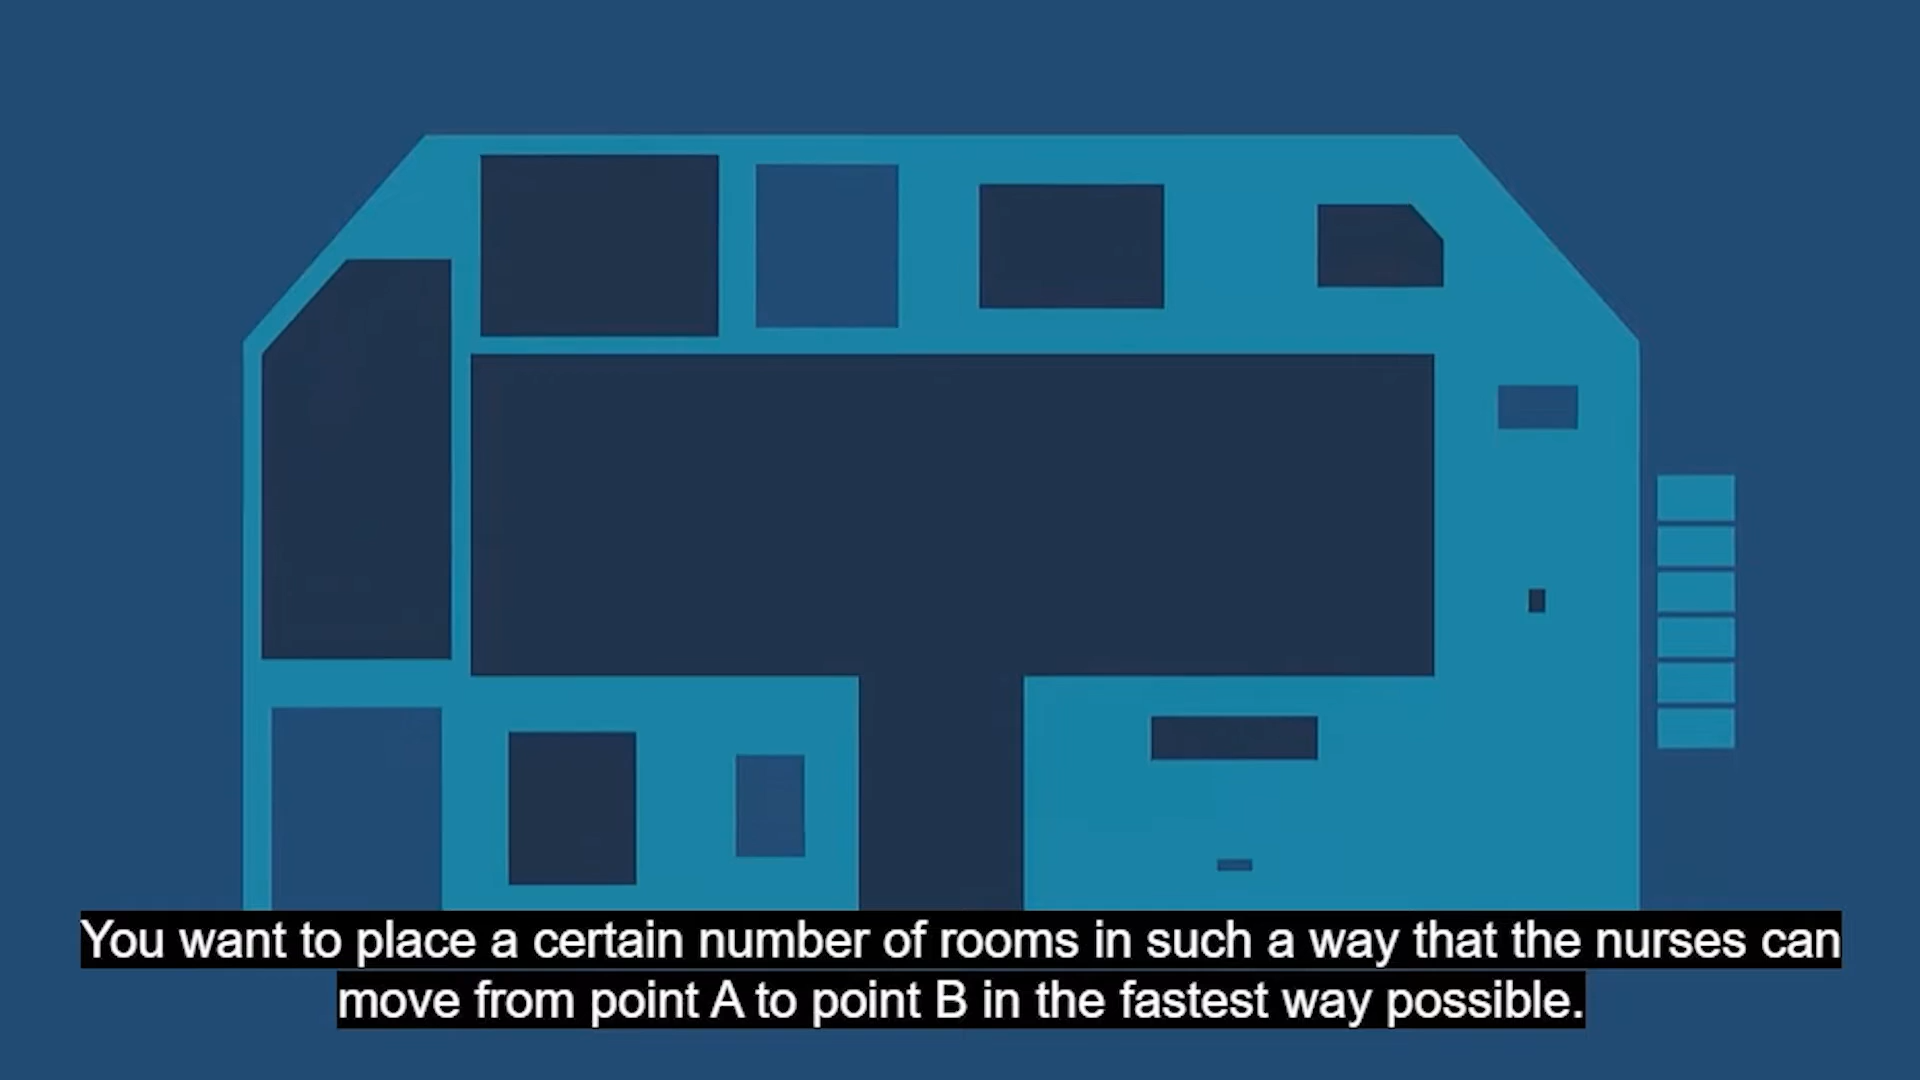 You want to place a certain number of rooms in such a way that the nurses can
move from point A to point B in the fastest way possible.